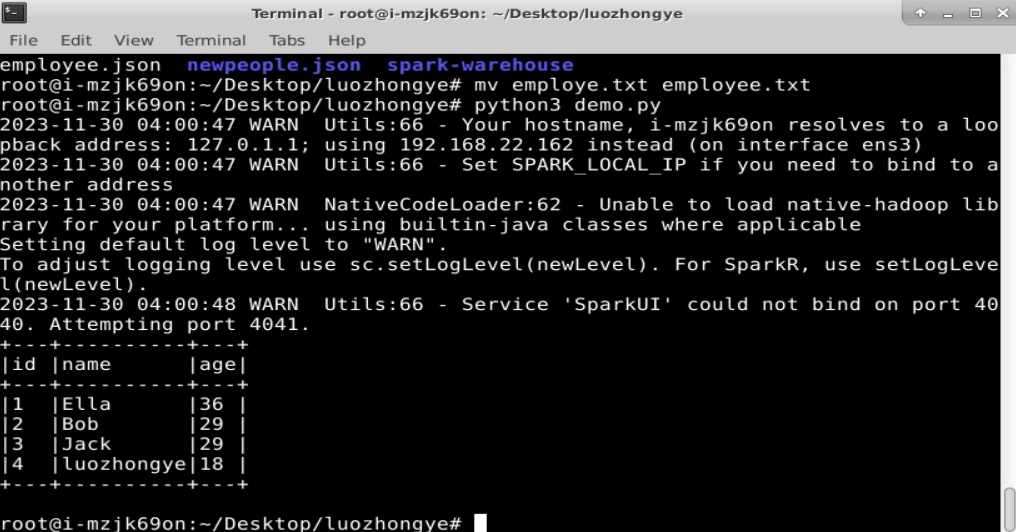 Terminal - root@i-mzjk69on: ~/Desktop/luozhongye
File Edit View Terminal Tabs Help
employee.json  newpeople.json  spark-warehouse
root@i-mzjk69on:~/Desktop/luozhongye# mv employe.txt employee.txt
root@i-mzjk69on:~/Desktop/luozhongye# python3 demo.py
2023-11-30 04:00:47 WARN  Utils:66 - Your hostname, i-mzjk69on resolves to a loo
pback address: 127.0.1.1; using 192.168.22.162 instead (on interface ens3)
2023-11-30 04:00:47 WARN  Utils:66 - Set SPARK_LOCAL_IP if you need to bind to a
nother address
2023-11-30 04:00:47 WARN  NativeCodeLoader:62 - Unable to load native-hadoop lib
rary for your platform... using builtin-java classes where applicable
Setting default log level to "WARN".
To adjust logging level use sc.setLogLevel(newLevel). For SparkR, use setLogLeve
l(newLevel).
2023-11-30 04:00:48 WARN  Utils:66 - Service 'SparkUI' could not bind on port 40
40. Attempting port 4041.
+---+----------+---+
|id |name      |age|
+---+----------+---+
|1  |Ella      |36 |
|2  |Bob       |29 |
|3  |Jack      |29 |
|4  |luozhongye|18 |
+---+----------+---+
root@i-mzjk69on:~/Desktop/luozhongye#